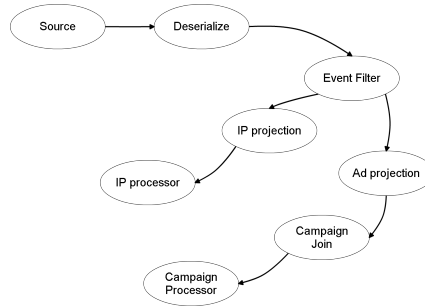 Source
Deserialize
Event Filter
IP projection
Ad projection
IP processor
Campaign
Join
Campaign
Processor